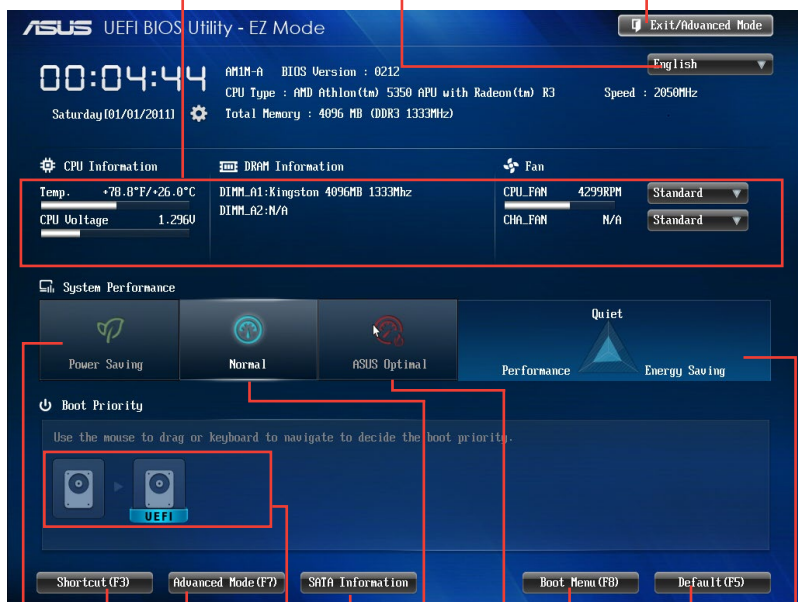 ASUS UEFI BIOS Utility - EZ Mode
Exit/Advanced Mode
English
00:04:44
Saturday[01/01/2011]
AM1M-A BIOS Version : 0212
CPU Type : AMD Athlon(tm) 5350 APU with Radeon(tm) R3 Speed : 2050MHz
Total Memory : 4096 MB (DDR3 1333MHz)
CPU Information
DRAM Information
Fan
Temp. +78.8°F/+26.0°C
DIMM_A1:Kingston 4096MB 1333Mhz
CPU_FAN 4299RPM Standard
CPU Voltage 1.296V
DIMM_A2:N/A
CHA_FAN N/A Standard
System Performance
Quiet
Power Saving
Normal
ASUS Optimal
Performance
Energy Saving
Boot Priority
Use the mouse to drag or keyboard to navigate to decide the boot priority.
UEFI
Shortcut(F3)
Advanced Mode(F7)
SATA Information
Boot Menu(F8)
Default(F5)